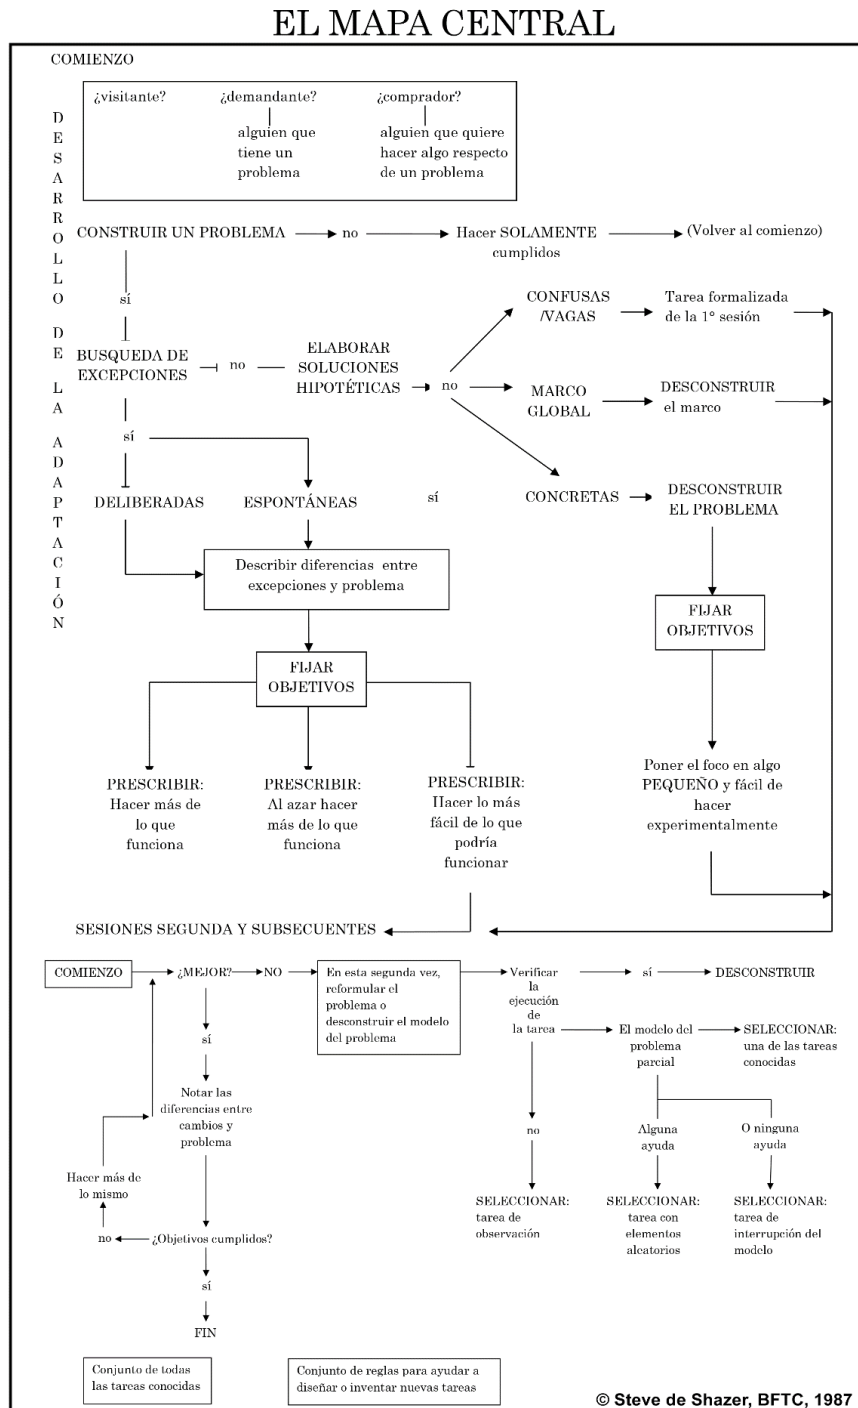 EL MAPA CENTRAL
COMIENZO
DESARROLLO DE LA ADAPTACIÓN
¿visitante?
¿demandante?
alguien que
tiene un
problema
¿comprador?
alguien que quiere
hacer algo respecto
de un problema
CONSTRUIR UN PROBLEMA
no
Hacer SOLAMENTE
cumplidos
(Volver al comienzo)
sí
BUSQUEDA DE
EXCEPCIONES
no
ELABORAR
SOLUCIONES
HIPOTÉTICAS
no
CONFUSAS
/VAGAS
Tarea formalizada
de la 1° sesión
MARCO
GLOBAL
DESCONSTRUIR
el marco
sí
DELIBERADAS
ESPONTÁNEAS
sí
CONCRETAS
DESCONSTRUIR
EL PROBLEMA
Describir diferencias entre
excepciones y problema
FIJAR
OBJETIVOS
FIJAR
OBJETIVOS
PRESCRIBIR:
Hacer más de
lo que
funciona
PRESCRIBIR:
Al azar hacer
más de lo que
funciona
PRESCRIBIR:
Hacer lo más
fácil de lo que
podría
funcionar
Poner el foco en algo
PEQUEÑO y fácil de
hacer
experimentalmente
SESIONES SEGUNDA Y SUBSECUENTES
COMIENZO
¿MEJOR?
NO
En esta segunda vez,
reformular el
problema o
desconstruir el modelo
del problema
Verificar
la
ejecución
de
la tarea
sí
DESCONSTRUIR
El modelo del
problema
parcial
SELECCIONAR:
una de las tareas
conocidas
sí
Notar las
diferencias entre
cambios y
problema
no
Alguna
ayuda
O ninguna
ayuda
Hacer más de
lo mismo
SELECCIONAR:
tarea de
observación
SELECCIONAR:
tarea con
elementos
alcatorios
SELECCIONAR:
tarea de
interrupción del
modelo
no
¿Objetivos cumplidos?
sí
FIN
Conjunto de todas
las tareas conocidas
Conjunto de reglas para ayudar a
diseñar o inventar nuevas tareas
© Steve de Shazer, BFTC, 1987